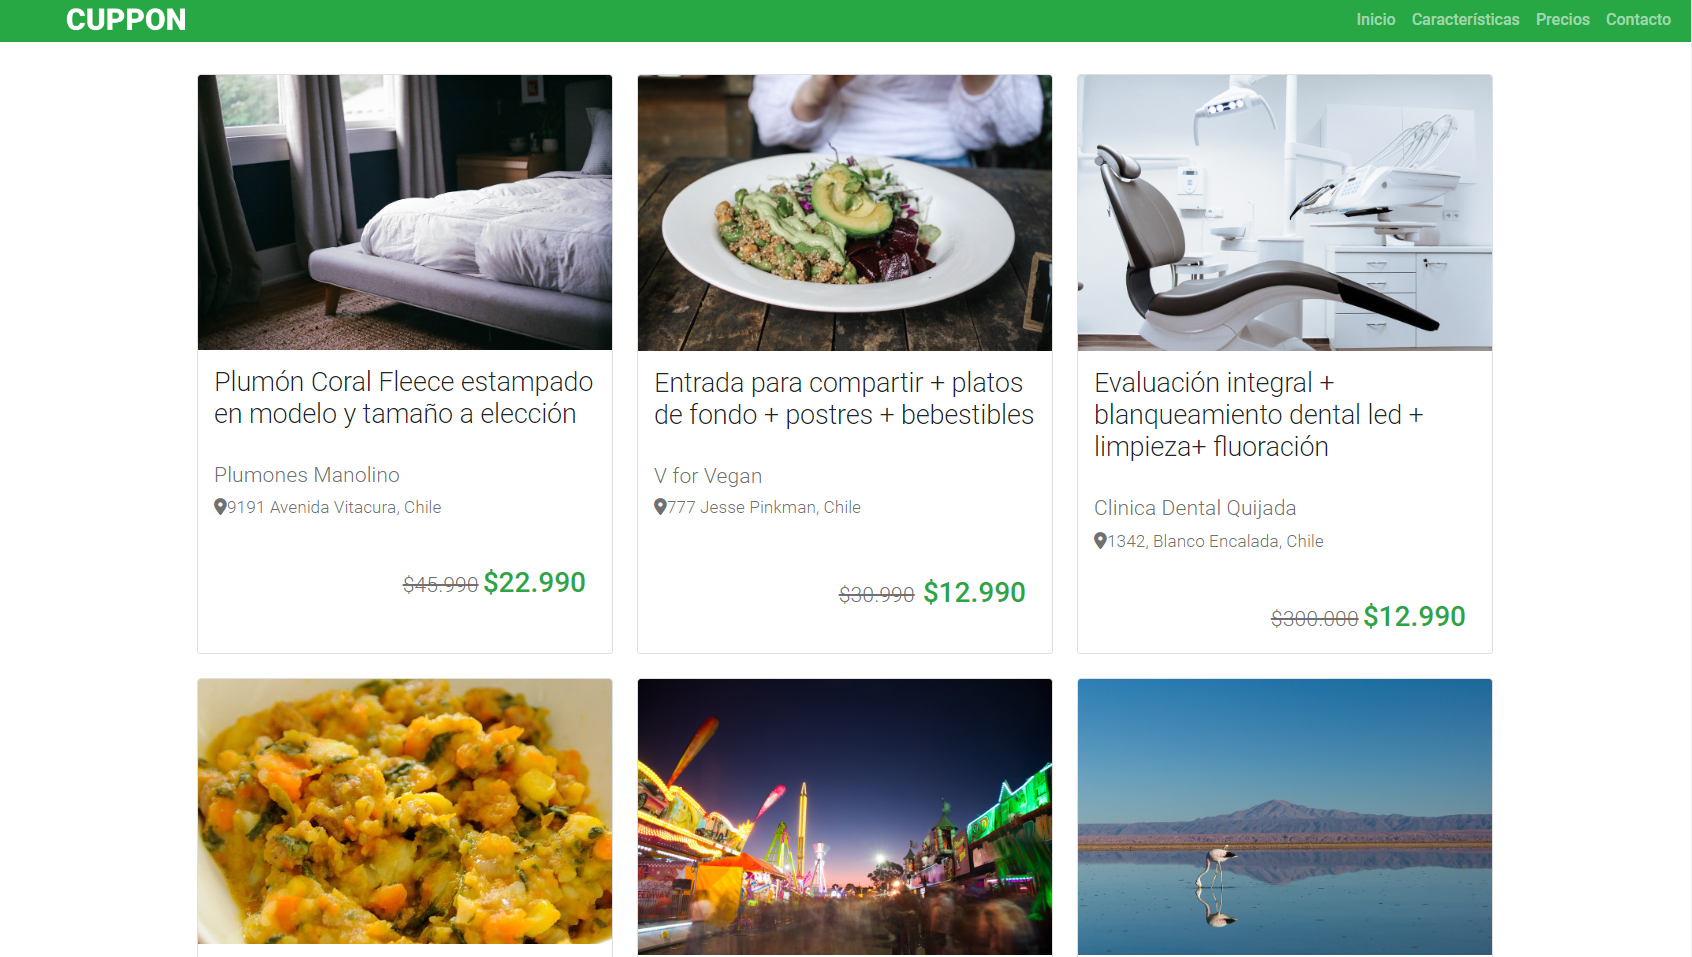 CUPPON
Inicio Características Precios Contacto
Plumón Coral Fleece estampado
en modelo y tamaño a elección
Plumones Manolino
9191 Avenida Vitacura, Chile
$45.990 $22.990
Entrada para compartir + platos
de fondo + postres + bebestibles
V for Vegan
777 Jesse Pinkman, Chile
$30.990 $12.990
Evaluación integral +
blanqueamiento dental led +
limpieza+ fluoración
Clinica Dental Quijada
1342, Blanco Encalada, Chile
$300.000 $12.990